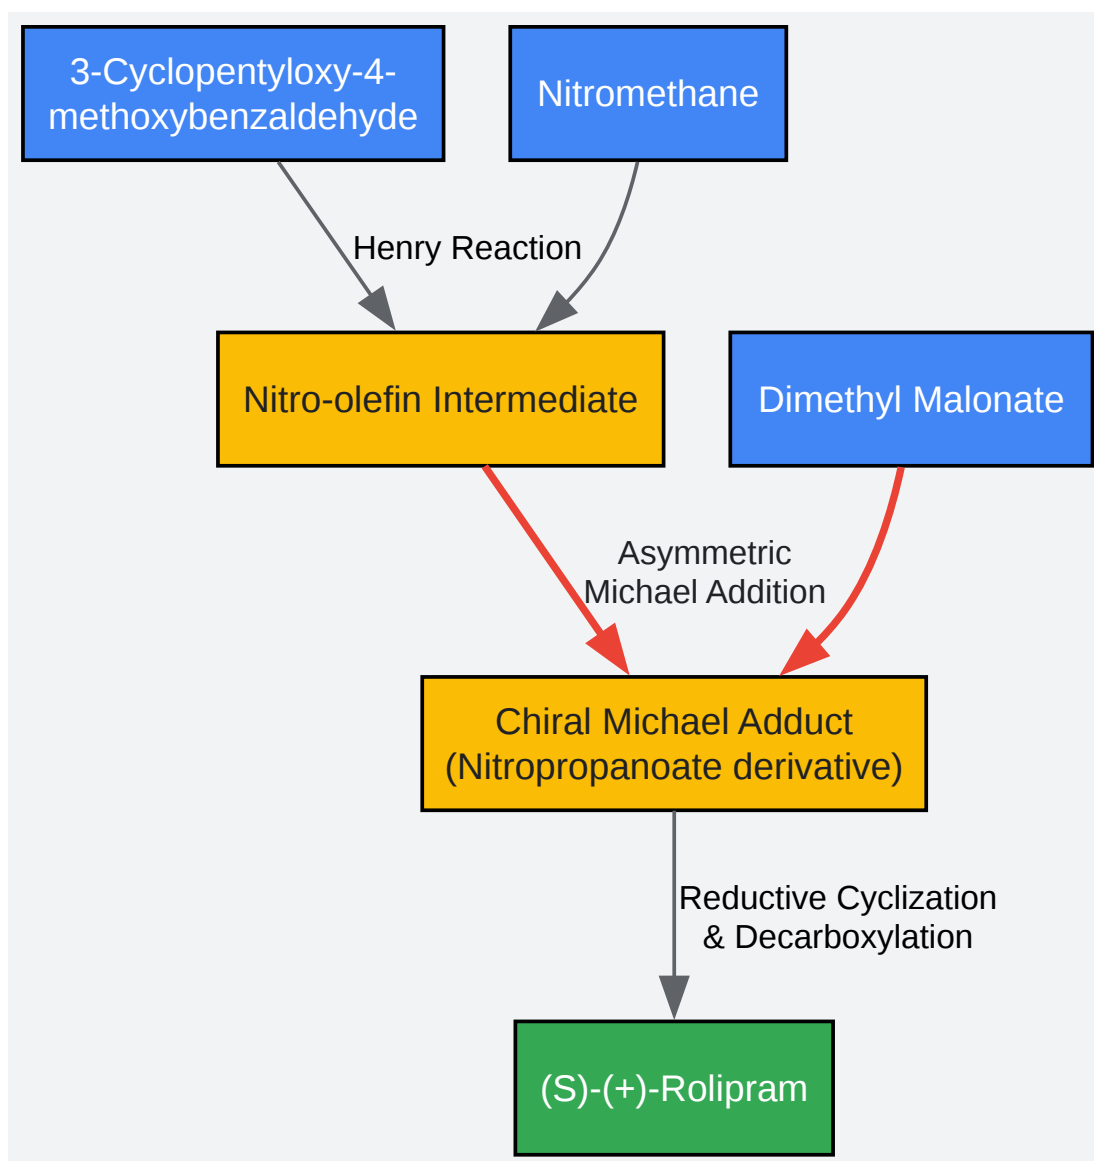 3-Cyclopentyloxy-4-
methoxybenzaldehyde
Nitromethane
Henry Reaction
Nitro-olefin Intermediate
Dimethyl Malonate
Asymmetric
Michael Addition
Chiral Michael Adduct
(Nitropropanoate derivative)
Reductive Cyclization
& Decarboxylation
(S)-(+)-Rolipram